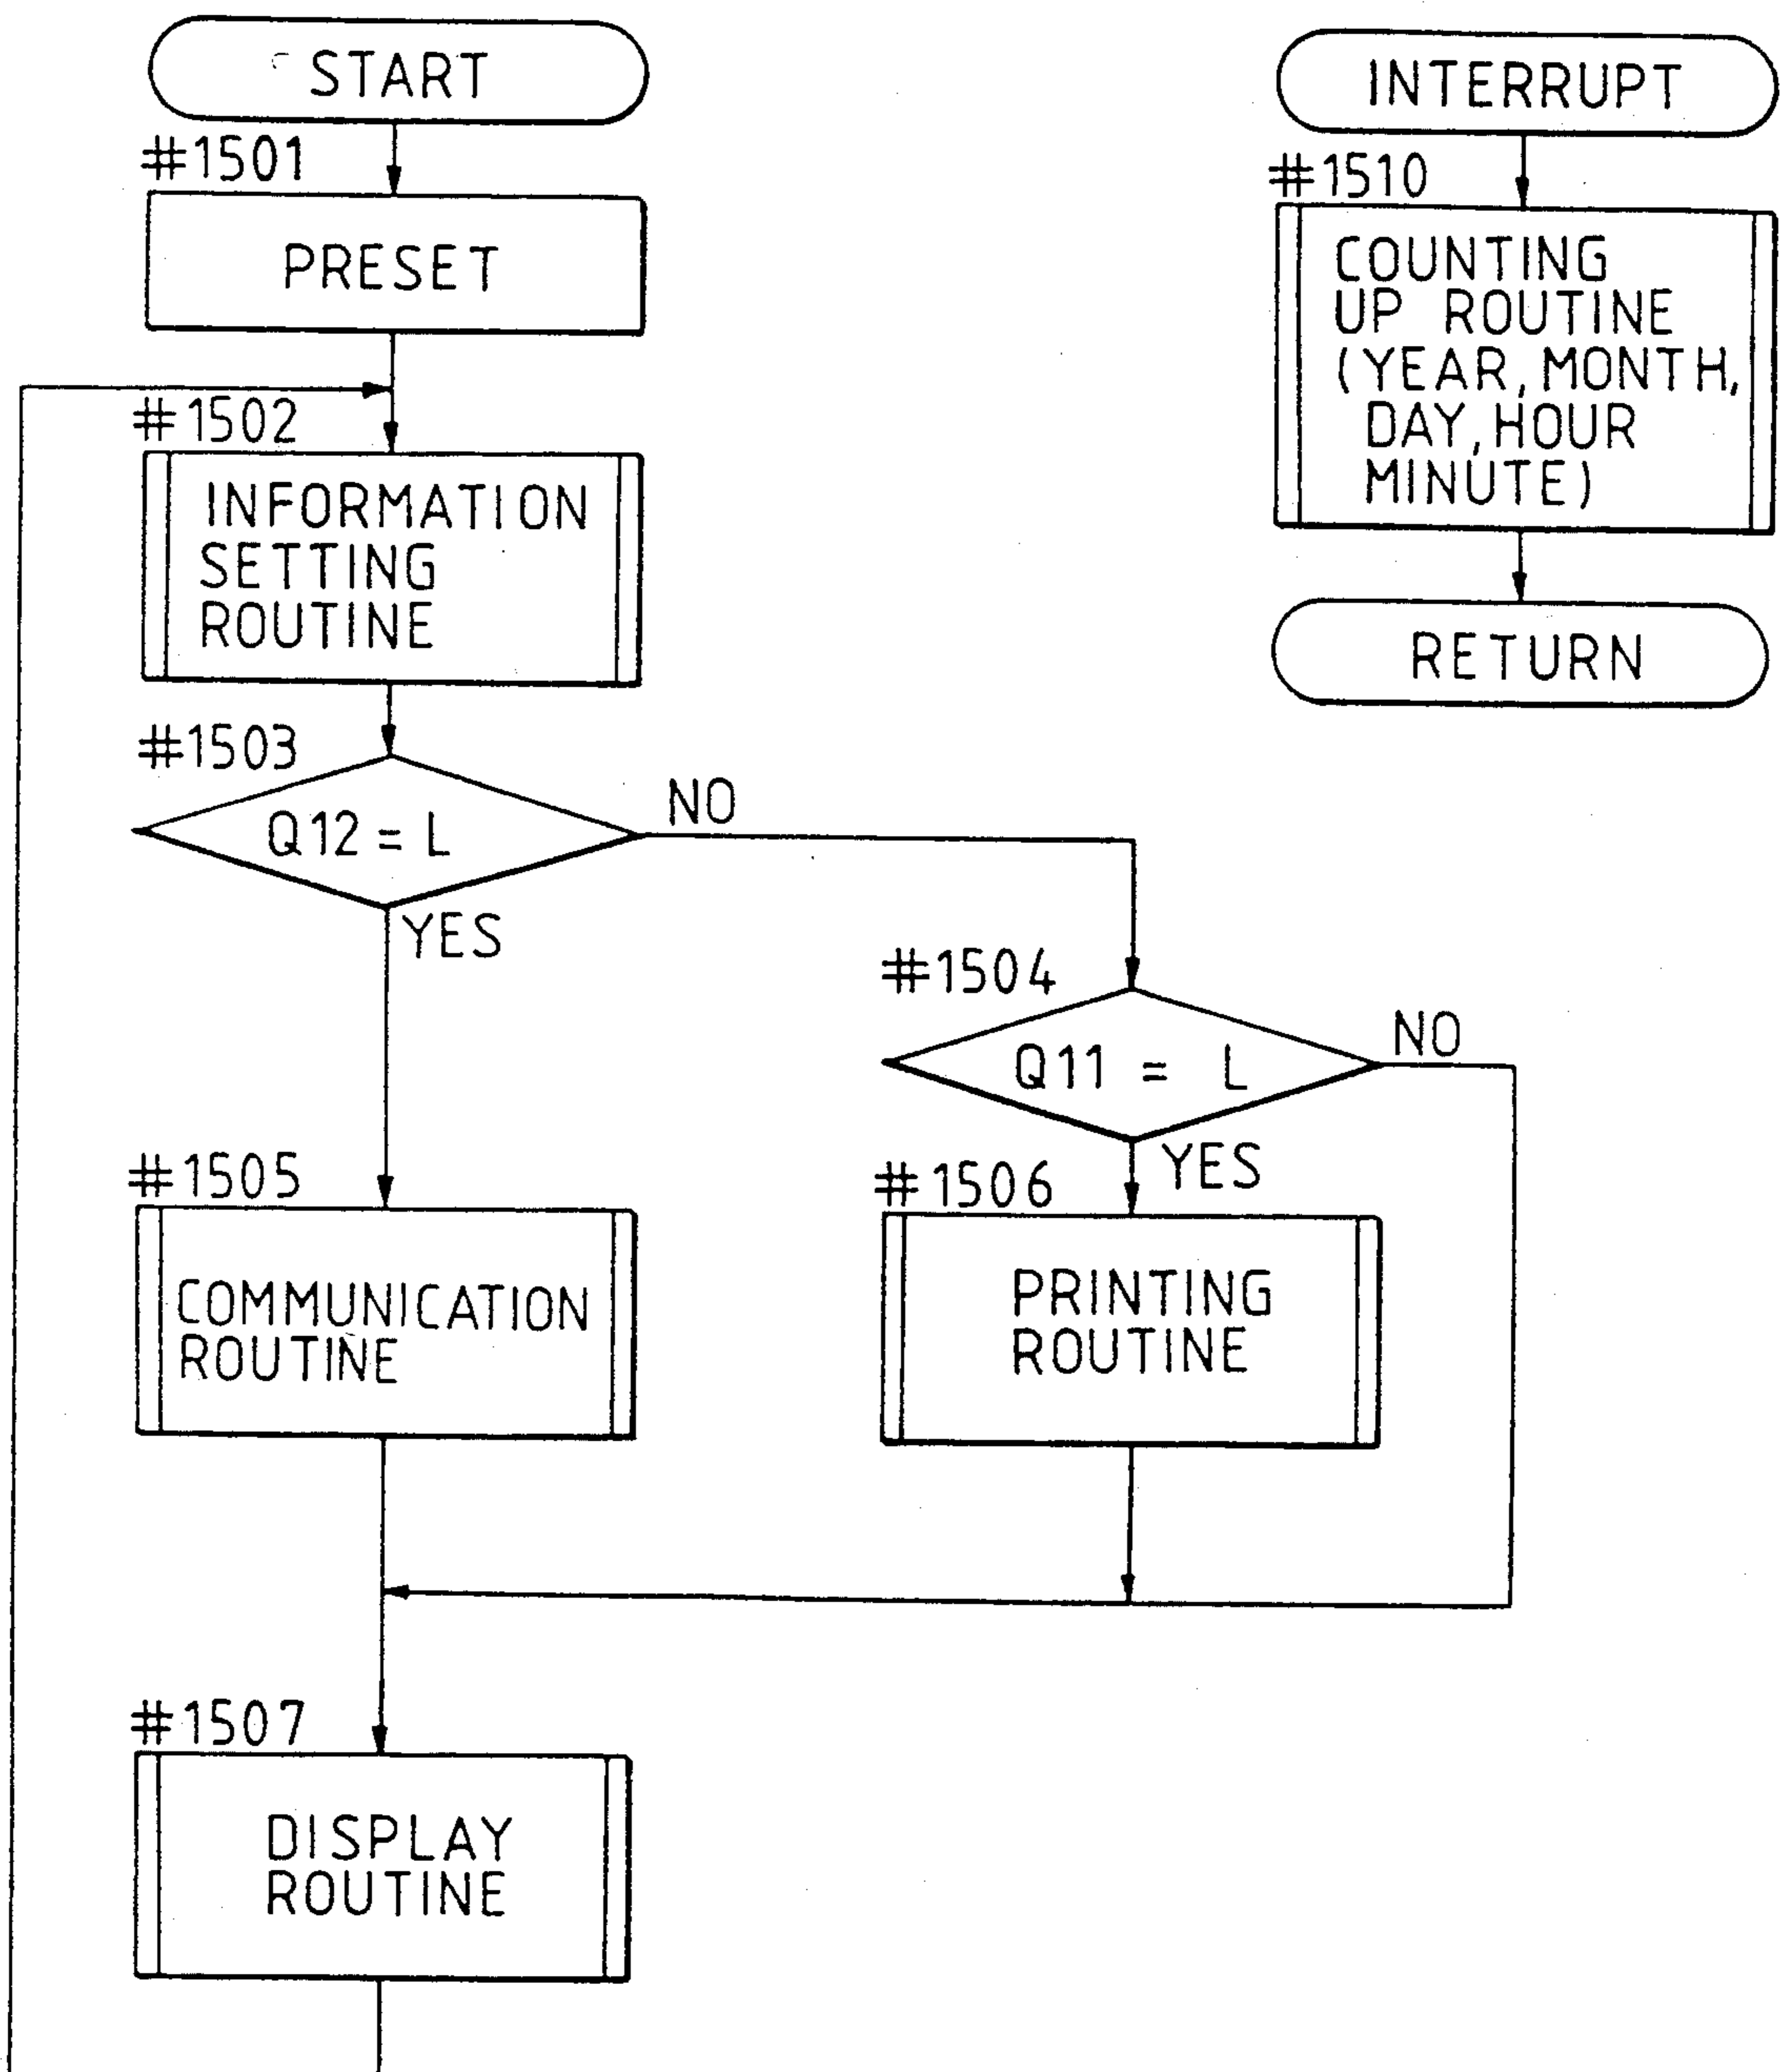 START
#1501
PRESET
#1502
INFORMATION
SETTING
ROUTINE
#1503
Q12 = L
NO
YES
#1504
Q11 = L
NO
YES
#1505
COMMUNICATION
ROUTINE
#1506
PRINTING
ROUTINE
#1507
DISPLAY
ROUTINE
INTERRUPT
#1510
COUNTING
UP ROUTINE
(YEAR, MONTH,
DAY, HOUR
MINUTE)
RETURN